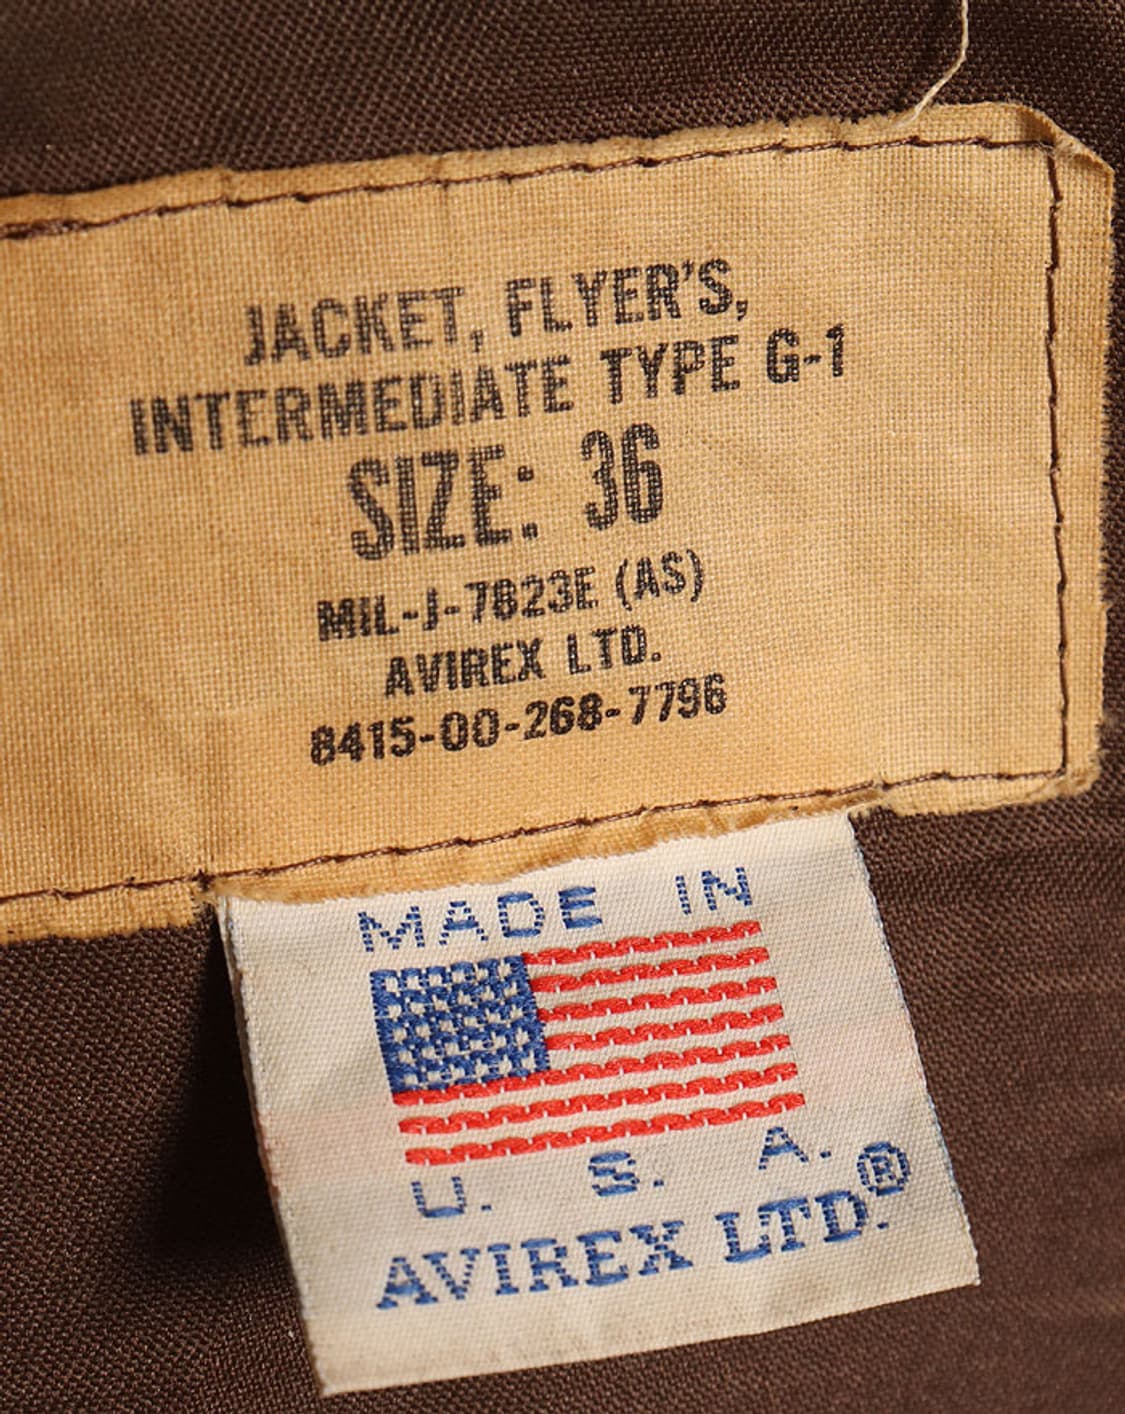 JACKET, FLYER'S,
INTERMEDIATE TYPE G-1
SIZE: 36
MIL-J-7823E (AS)
AVIREX LTD.
8415-00-268-7796
MADE IN
U. S. A.
AVIREX LTD.®